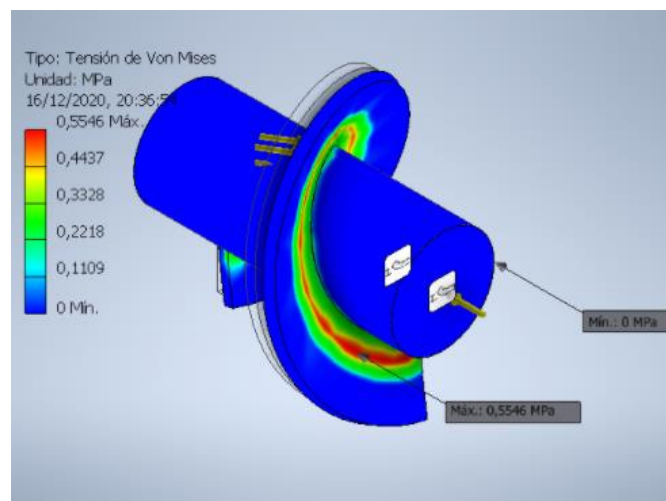 Tipo: Tensión de Von Mises
Unidad: MPa
16/12/2020, 20:36:54
0,5546 Máx.
0,4437
0,3328
0,2218
0,1109
0 Mín.
Mín.: 0 MPa
Máx.: 0,5546 MPa